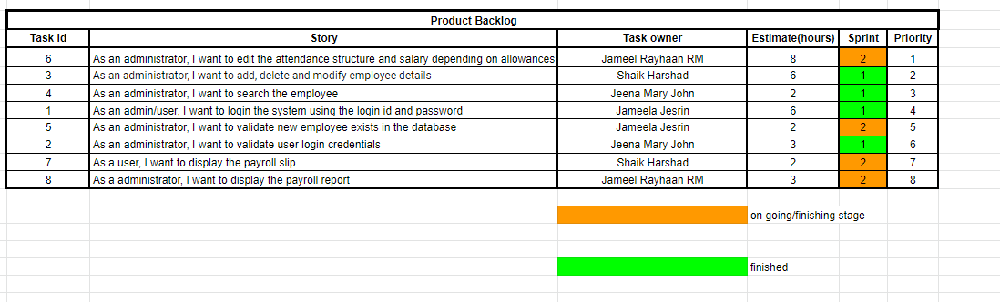 Product Backlog
Task id Story Task owner Estimate(hours) Sprint Priority
6 As an administrator, I want to edit the attendance structure and salary depending on allowances Jameel Rayhaan RM 8 2 1
3 As an administrator, I want to add, delete and modify employee details Shaik Harshad 6 1 2
4 As an administrator, I want to search the employee Jeena Mary John 2 1 3
1 As an admin/user, I want to login the system using the login id and password Jameela Jesrin 6 1 4
5 As an administrator, I want to validate new employee exists in the database Jameela Jesrin 2 2 5
2 As an administrator, I want to validate user login credentials Jeena Mary John 3 1 6
7 As a user, I want to display the payroll slip Shaik Harshad 2 2 7
8 As a administrator, I want to display the payroll report Jameel Rayhaan RM 3 2 8
on going/finishing stage
finished